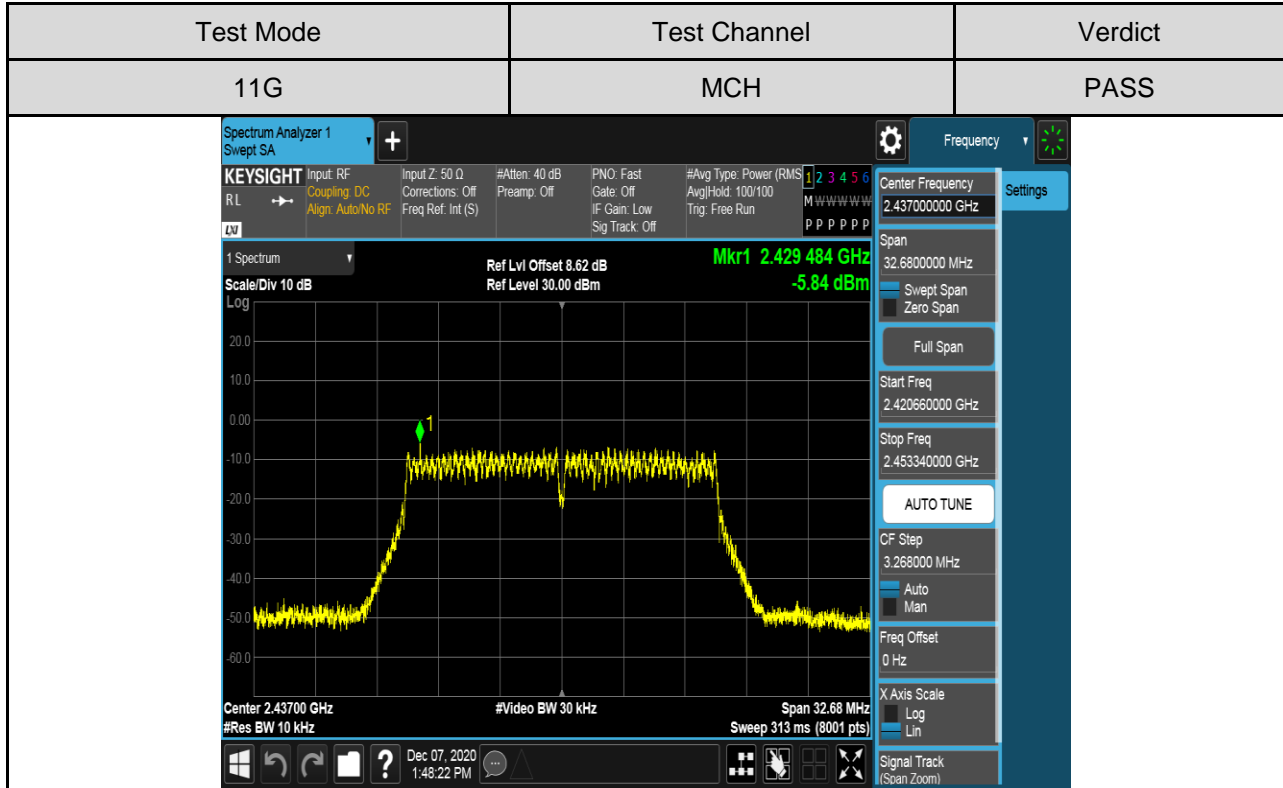 Test Mode Test Channel Verdict
11G MCH PASS
Spectrum Analyzer 1
Swept SA
+
Frequency
KEYSIGHT
RL
LXI
Input: RF
Coupling: DC
Align: Auto/No RF
Input Z: 50 Ω
Corrections: Off
Freq Ref: Int (S)
#Atten: 40 dB
Preamp: Off
PNO: Fast
Gate: Off
IF Gain: Low
Sig Track: Off
#Avg Type: Power (RMS
Avg|Hold: 100/100
Trig: Free Run
1 2 3 4 5 6
M W W W W W
P P P P P P
1 Spectrum
Scale/Div 10 dB
Log
Ref Lvl Offset 8.62 dB
Ref Level 30.00 dBm
Mkr1 2.429 484 GHz
-5.84 dBm
20.0
10.0
0.00
-10.0
-20.0
-30.0
-40.0
-50.0
-60.0
1
Center 2.43700 GHz
#Res BW 10 kHz
#Video BW 30 kHz
Span 32.68 MHz
Sweep 313 ms (8001 pts)
Center Frequency
2.437000000 GHz
Settings
Span
32.6800000 MHz
Swept Span
Zero Span
Full Span
Start Freq
2.420660000 GHz
Stop Freq
2.453340000 GHz
AUTO TUNE
CF Step
3.268000 MHz
Auto
Man
Freq Offset
0 Hz
X Axis Scale
Log
Lin
Signal Track
(Span Zoom)
?
Dec 07, 2020
1:48:22 PM